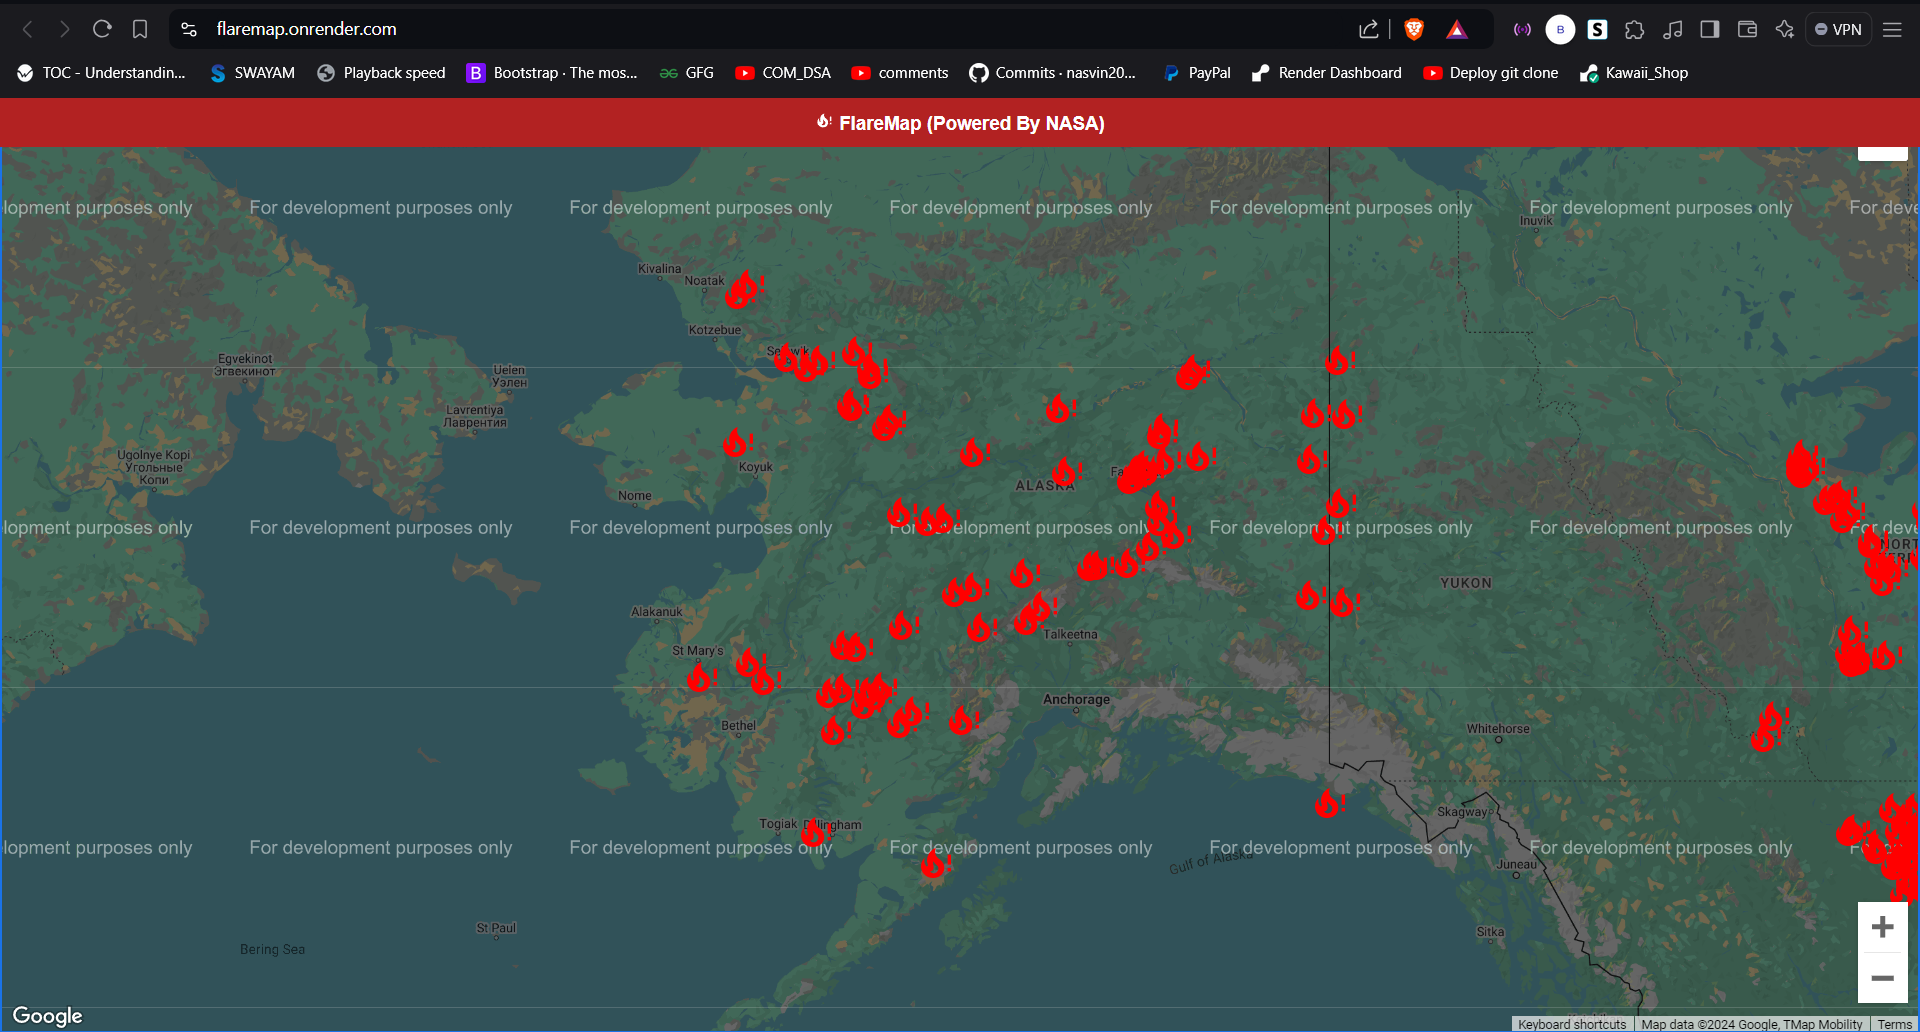 flaremap.onrender.com
VPN
TOC - Understandin...
SWAYAM
Playback speed
Bootstrap · The mos...
GFG
COM_DSA
comments
Commits · nasvin20...
PayPal
Render Dashboard
Deploy git clone
Kawaii_Shop
FlareMap (Powered By NASA)
lopment purposes only
For development purposes only
For development purposes only
For development purposes only
For development purposes only
For development purposes only
For deve
Inuvik
Kivalina
Noatak
Kotzebue
Egvekinot
Эгвекинот
Uelen
Уэлен
Lavrentiya
Лаврентия
Ugolnye Kopi
Угольные
Копи
Koyuk
Nome
ALASKA
lopment purposes only
For development purposes only
For development purposes only
For development purposes only
For development purposes only
For development purposes only
For deve
NORT
YUKON
Alakanuk
Talkeetna
St Mary's
Anchorage
Bethel
Whitehorse
Skagway
Togiak
Dillingham
lopment purposes only
For development purposes only
For development purposes only
For development purposes only
For development purposes only
For development purposes only
Gulf of Alaska
Juneau
St Paul
Sitka
Bering Sea
Google
Keyboard shortcuts
Map data ©2024 Google, TMap Mobility
Terms